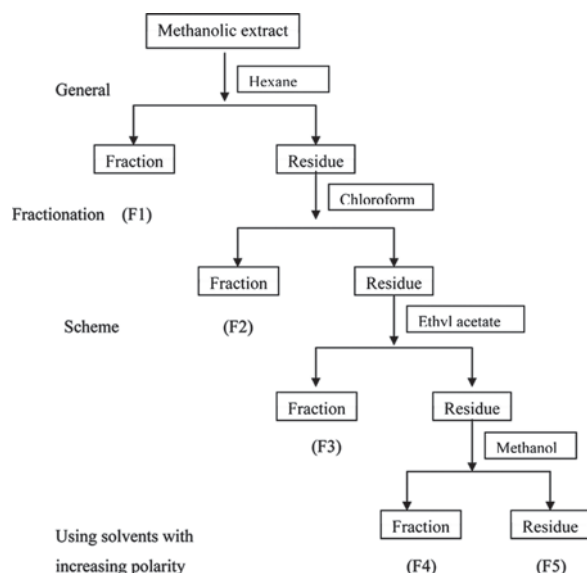 Methanolic extract
Hexane
General
Fraction
Residue
Fractionation (F1)
Chloroform
Fraction
Residue
Scheme
(F2)
Ethyl acetate
Fraction
Residue
(F3)
Methanol
Fraction
Residue
Using solvents with
increasing polarity
(F4)
(F5)